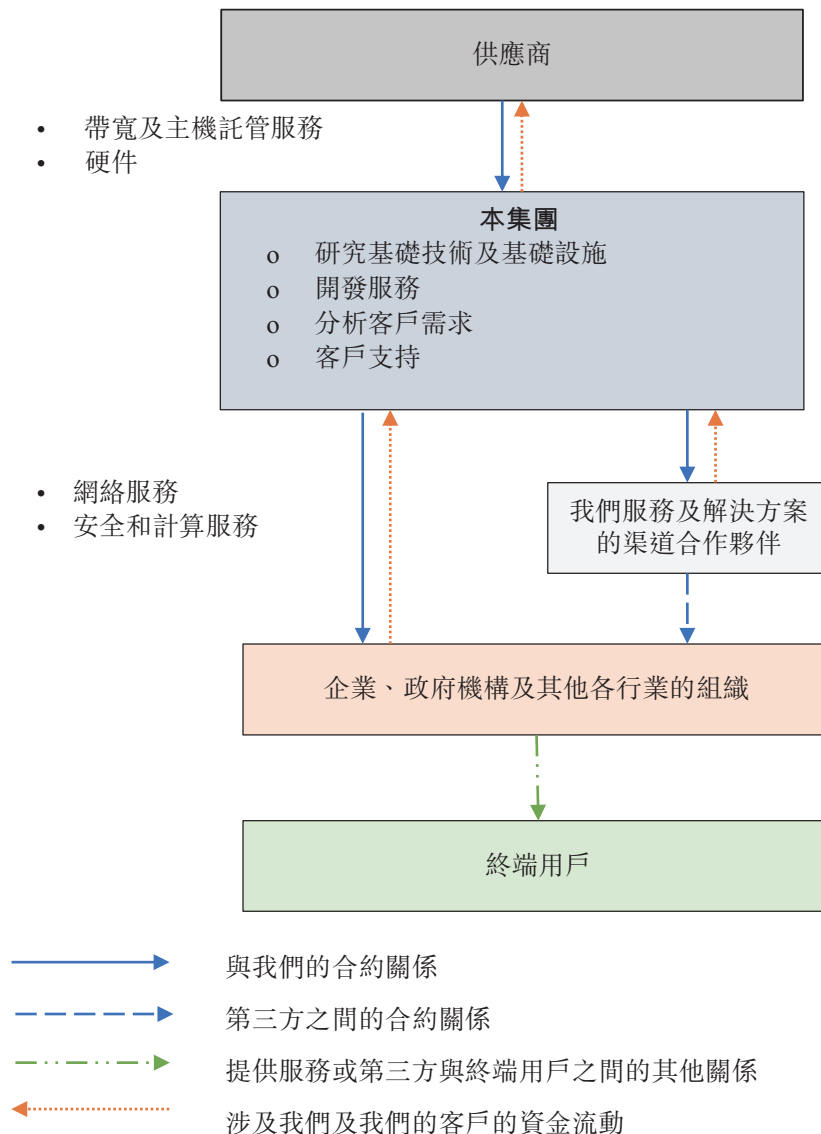 供應商
• 帶寬及主機託管服務
• 硬件
本集團
o 研究基礎技術及基礎設施
o 開發服務
o 分析客戶需求
o 客戶支持
• 網絡服務
• 安全和計算服務
我們服務及解決方案
的渠道合作夥伴
企業、政府機構及其他各行業的組織
終端用戶
與我們的合約關係
第三方之間的合約關係
提供服務或第三方與終端用戶之間的其他關係
涉及我們及我們的客戶的資金流動